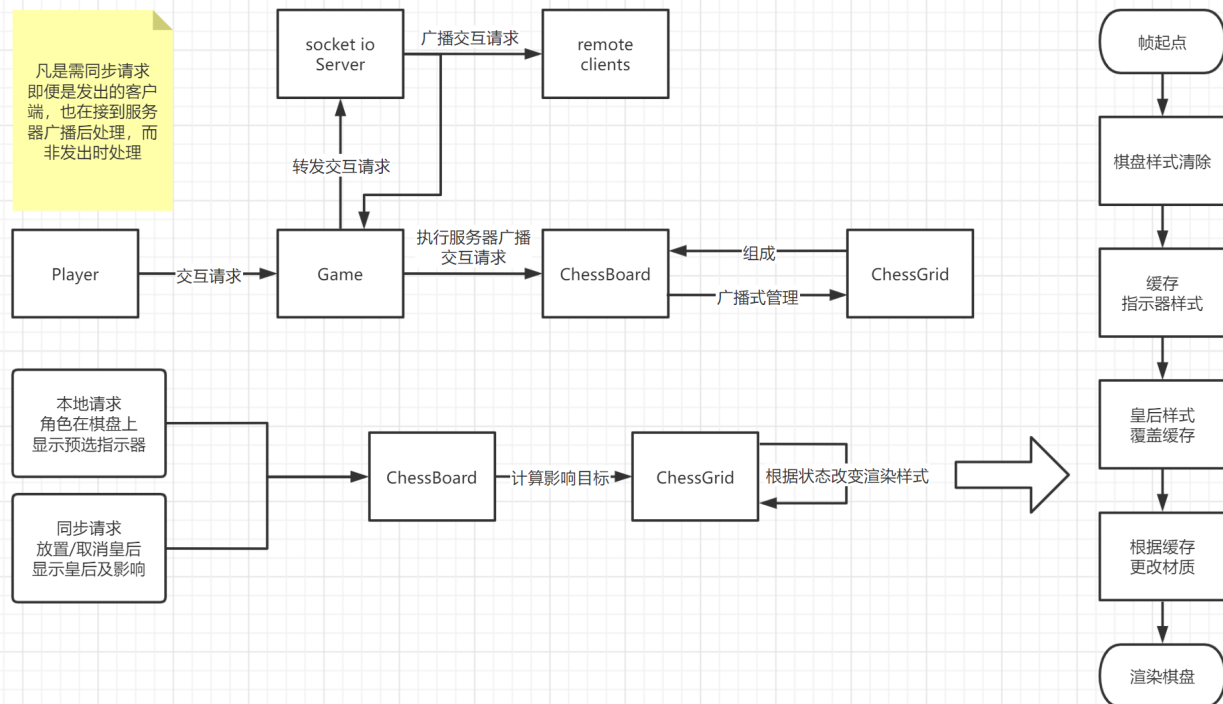 凡是需同步请求
即便是发出的客户
端，也在接到服务
器广播后处理，而
非发出时处理
socket io
Server
广播交互请求
remote
clients
转发交互请求
Player
交互请求
Game
执行服务器广播
交互请求
ChessBoard
组成
广播式管理
ChessGrid
本地请求
角色在棋盘上
显示预选指示器
同步请求
放置/取消皇后
显示皇后及影响
ChessBoard
计算影响目标
ChessGrid
根据状态改变渲染样式
帧起点
棋盘样式清除
缓存
指示器样式
皇后样式
覆盖缓存
根据缓存
更改材质
渲染棋盘